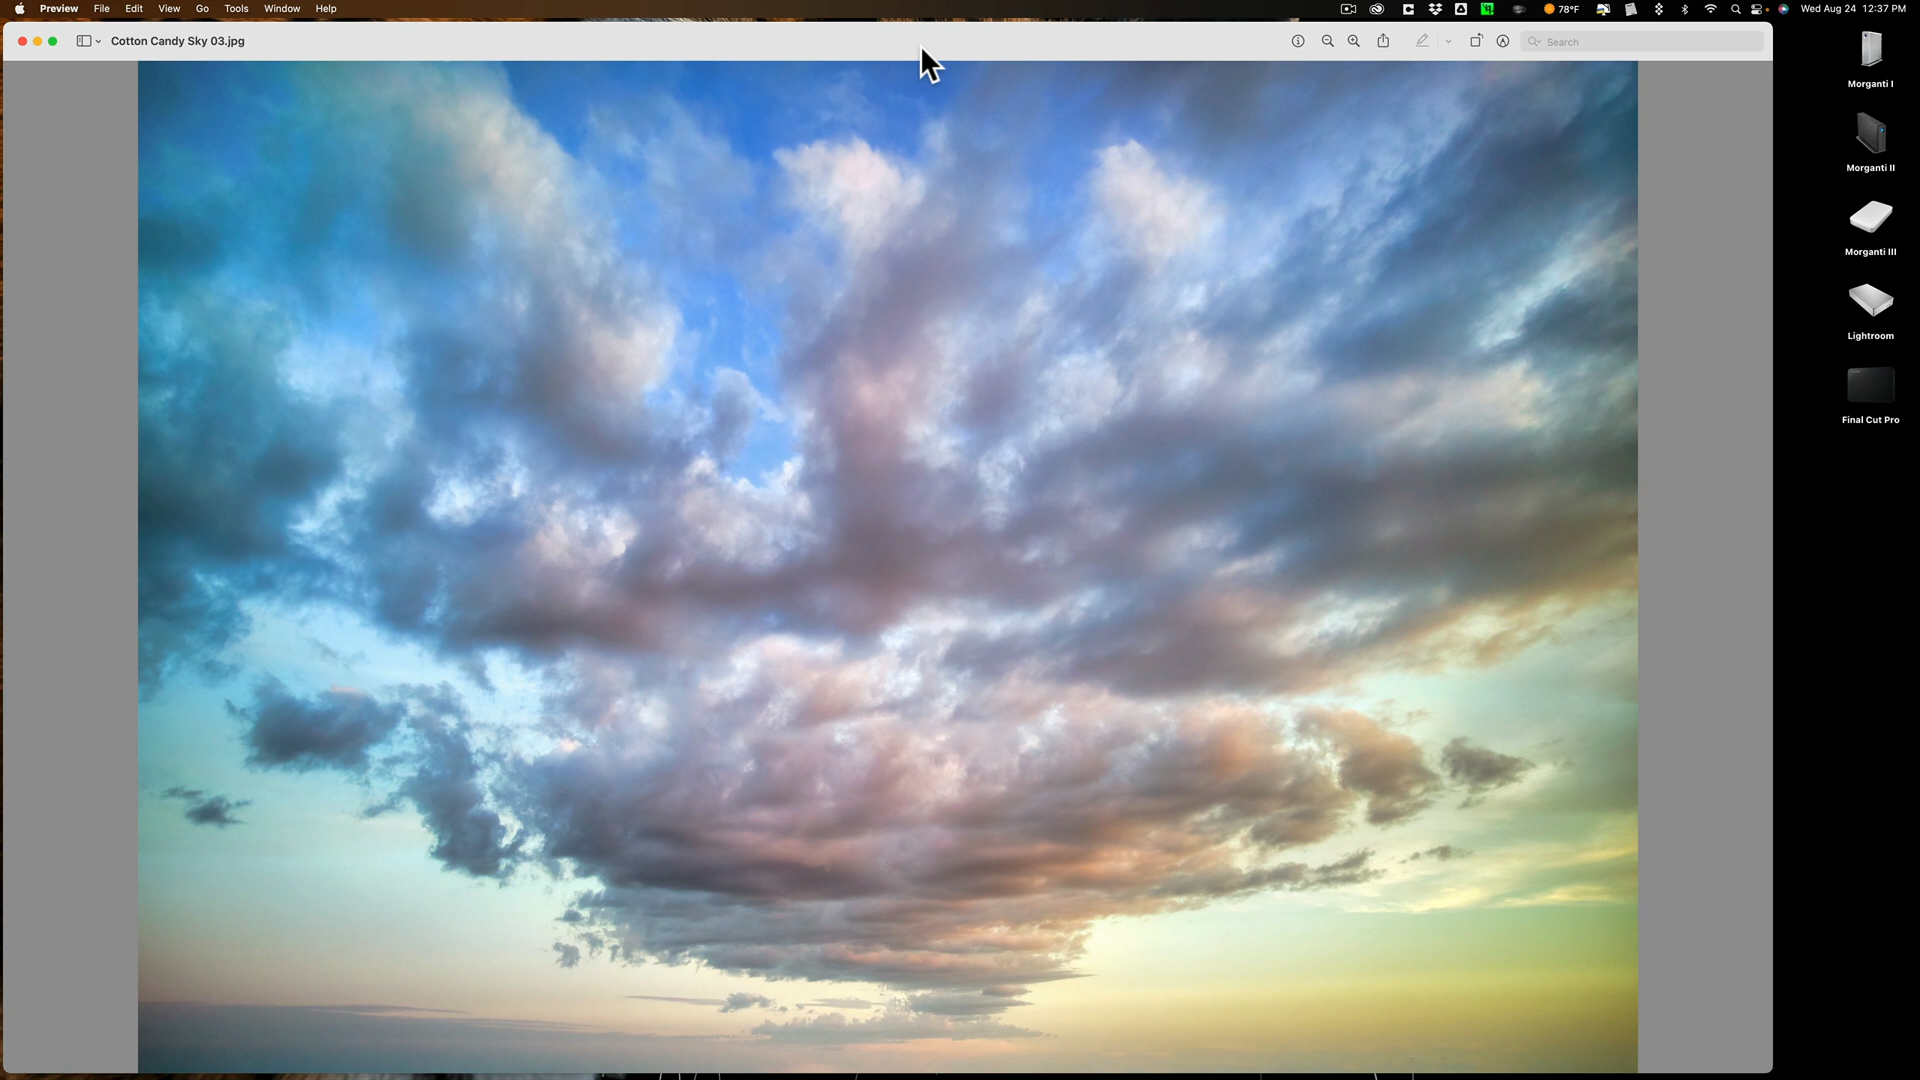 Preview File Edit View Go Tools Window Help 78°F Wed Aug 24 12:37 PM
Cotton Candy Sky 03.jpg Search
Morganti I
Morganti II
Morganti III
Lightroom
Final Cut Pro